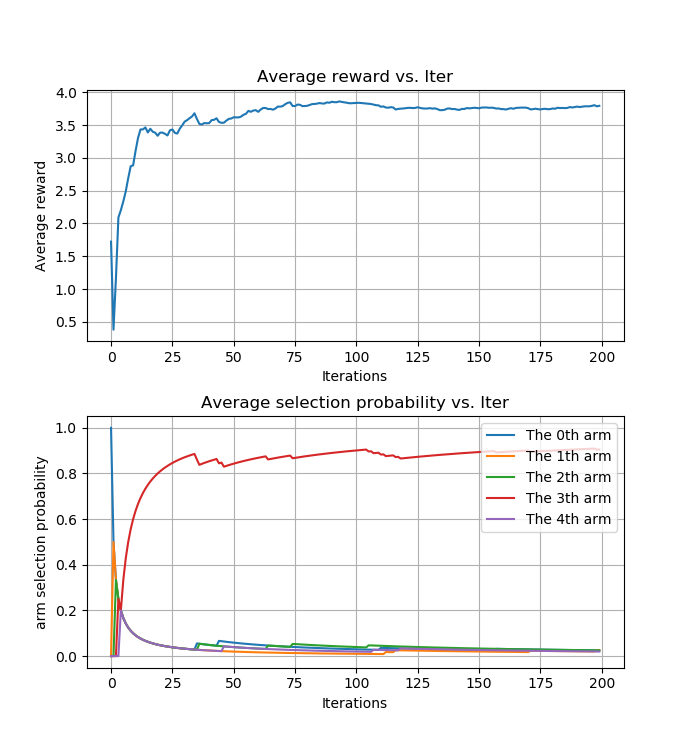 Average reward vs. Iter
4.0
3.5
3.0
2.5
2.0
1.5
1.0
0.5
Average reward
0 25 50 75 100 125 150 175 200
Iterations
Average selection probability vs. Iter
1.0
0.8
0.6
0.4
0.2
0.0
arm selection probability
The 0th arm
The 1th arm
The 2th arm
The 3th arm
The 4th arm
0 25 50 75 100 125 150 175 200
Iterations